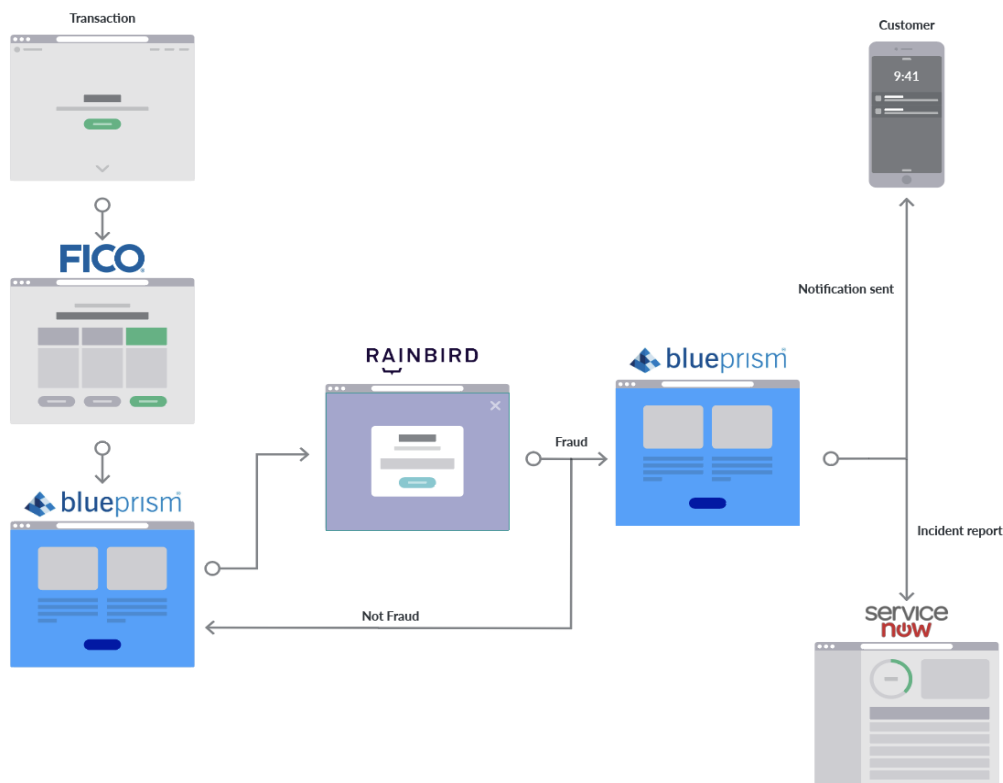 Transaction
Customer
9:41
FICO
Notification sent
RAINBIRD
blueprism
Fraud
blueprism
Incident report
Not Fraud
service
now